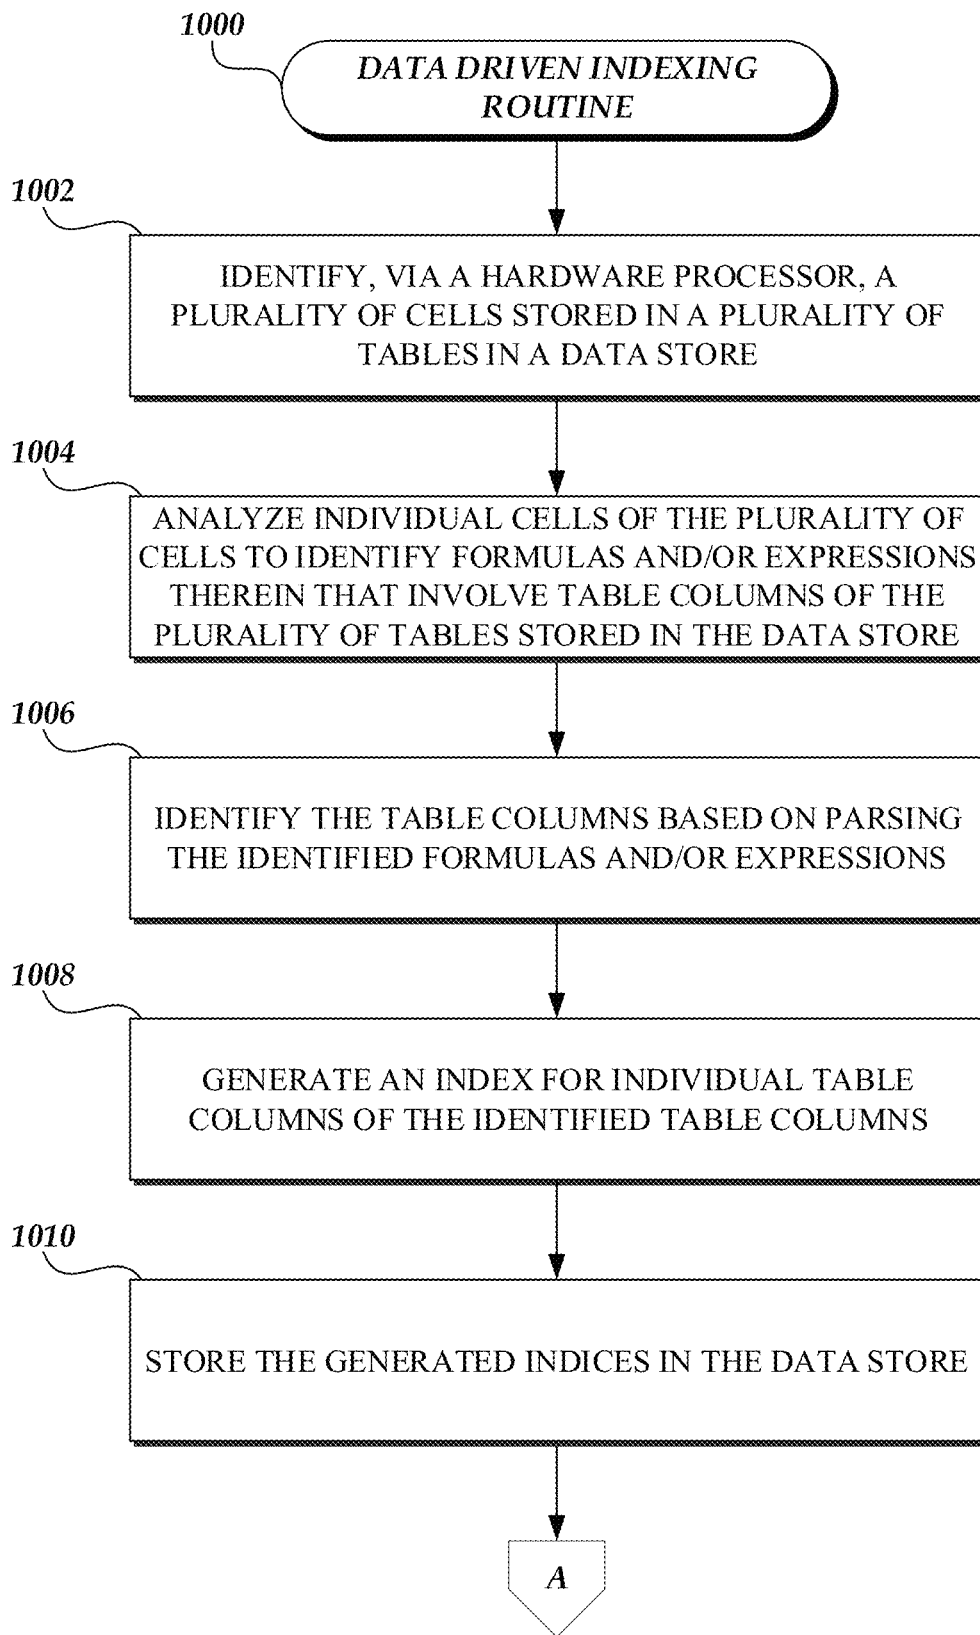 1000
DATA DRIVEN INDEXING
ROUTINE
1002
IDENTIFY, VIA A HARDWARE PROCESSOR, A
PLURALITY OF CELLS STORED IN A PLURALITY OF
TABLES IN A DATA STORE
1004
ANALYZE INDIVIDUAL CELLS OF THE PLURALITY OF
CELLS TO IDENTIFY FORMULAS AND/OR EXPRESSIONS
THEREIN THAT INVOLVE TABLE COLUMNS OF THE
PLURALITY OF TABLES STORED IN THE DATA STORE
1006
IDENTIFY THE TABLE COLUMNS BASED ON PARSING
THE IDENTIFIED FORMULAS AND/OR EXPRESSIONS
1008
GENERATE AN INDEX FOR INDIVIDUAL TABLE
COLUMNS OF THE IDENTIFIED TABLE COLUMNS
1010
STORE THE GENERATED INDICES IN THE DATA STORE
A